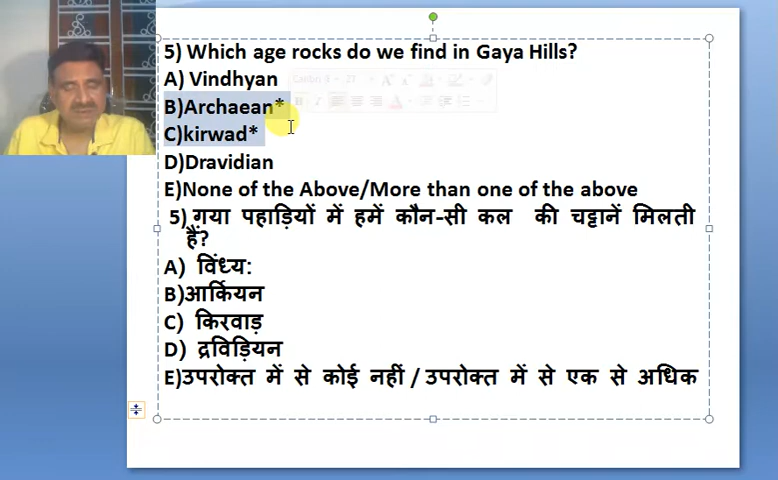 5) Which age rocks do we find in Gaya Hills?
A) Vindhyan
B)Archaean*
C)kirwad*
D)Dravidian
E)None of the Above/More than one of the above
5) गया पहाड़ियों में हमें कौन-सी कल की चट्टानें मिलती
हैं?
A) विंध्य:
B)आर्कियन
C) किरवाड़
D) द्रविड़ियन
E)उपरोक्त में से कोई नहीं / उपरोक्त में से एक से अधिक